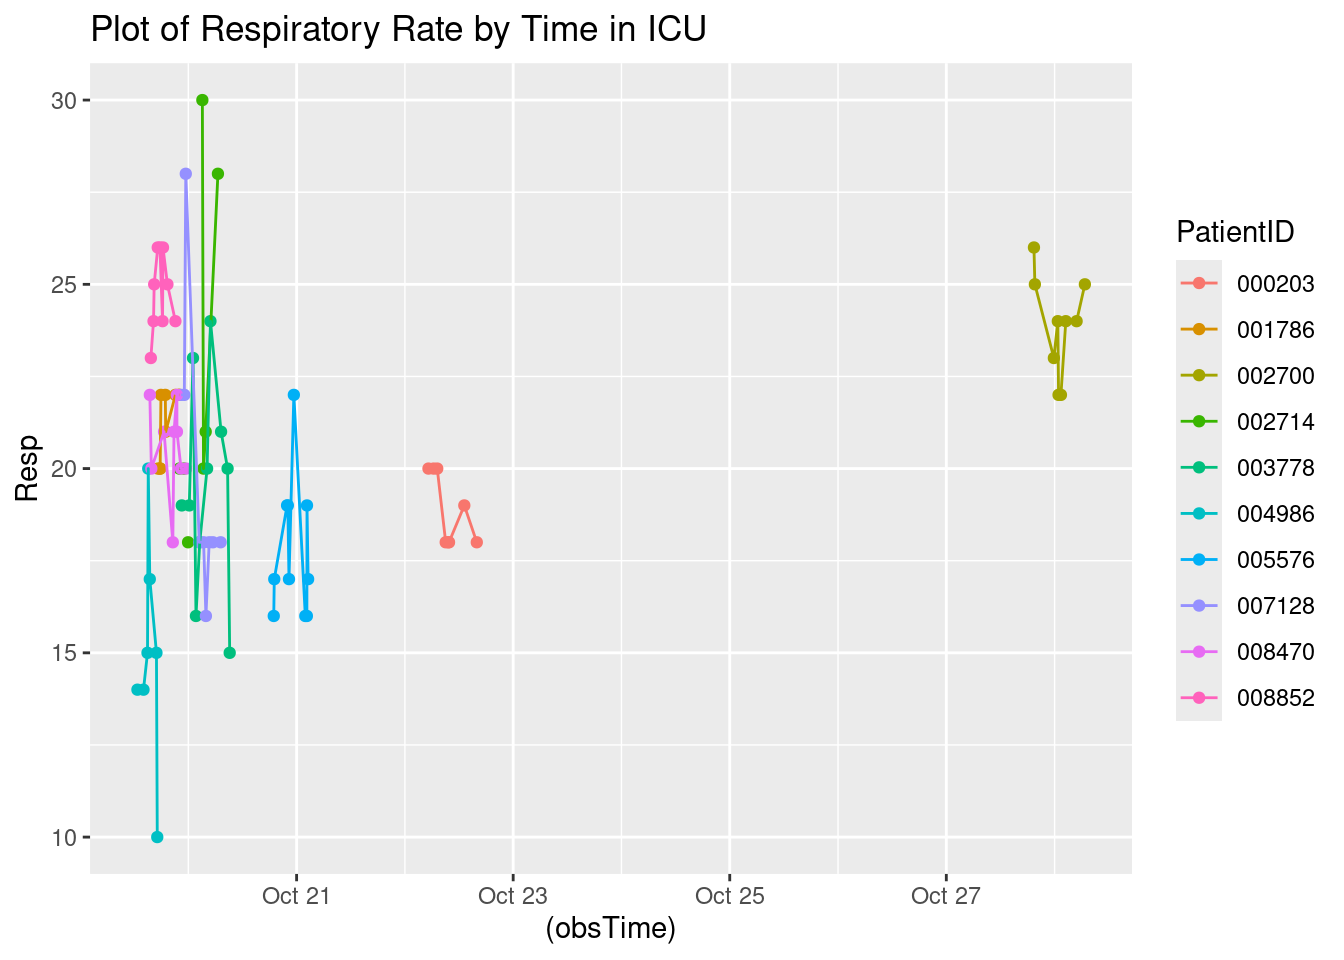 Plot of Respiratory Rate by Time in ICU
30
25
20
15
10
Resp
Oct 21
Oct 23
Oct 25
Oct 27
(obsTime)
PatientID
000203
001786
002700
002714
003778
004986
005576
007128
008470
008852